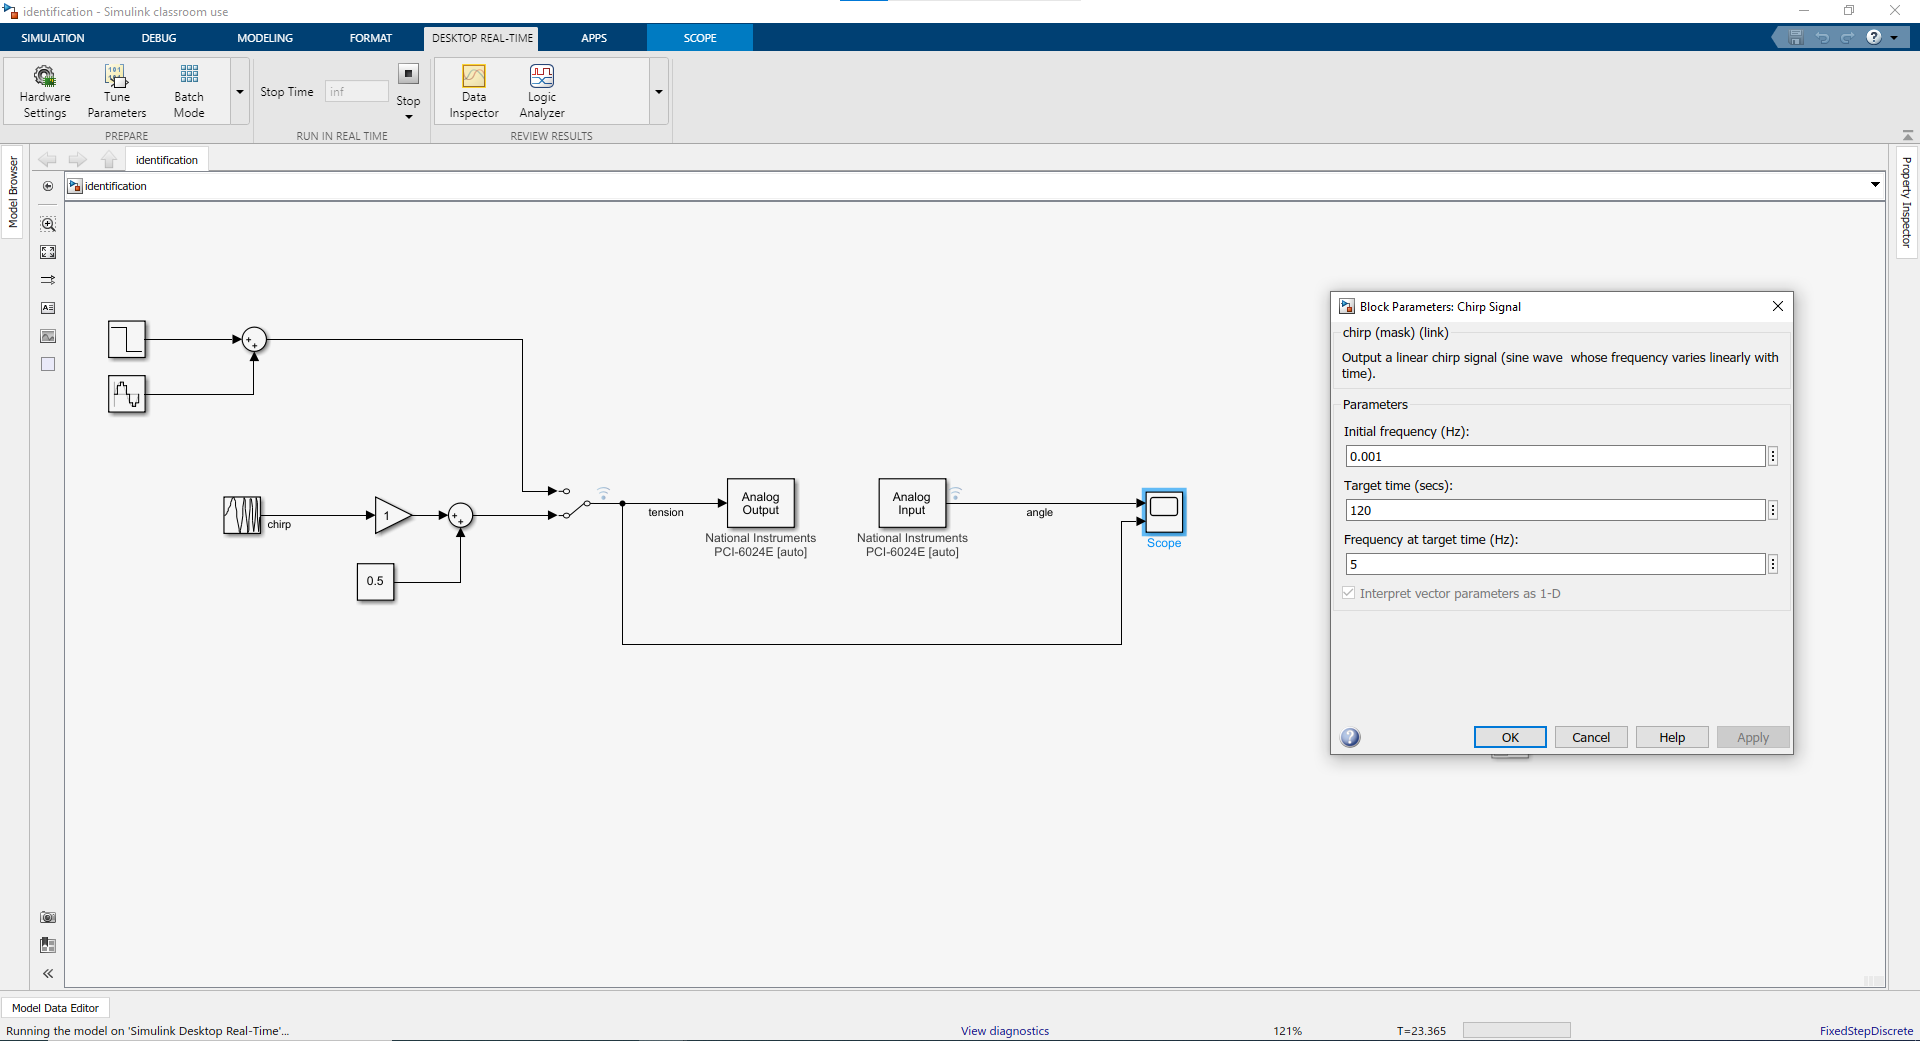 identification - Simulink classroom use
SIMULATION DEBUG MODELING FORMAT DESKTOP REAL-TIME APPS SCOPE
Hardware Settings
Tune Parameters
Batch Mode
PREPARE
Stop Time inf
Stop
RUN IN REAL TIME
Data Inspector
Logic Analyzer
REVIEW RESULTS
Model Browser
identification
identification
Property Inspector
chirp
1
0.5
tension
Analog Output
National Instruments
PCI-6024E [auto]
Analog Input
National Instruments
PCI-6024E [auto]
angle
Scope
Block Parameters: Chirp Signal
chirp (mask) (link)
Output a linear chirp signal (sine wave whose frequency varies linearly with
time).
Parameters
Initial frequency (Hz):
0.001
Target time (secs):
120
Frequency at target time (Hz):
5
Interpret vector parameters as 1-D
OK Cancel Help Apply
Model Data Editor
Running the model on 'Simulink Desktop Real-Time'... View diagnostics 121% T=23.365 FixedStepDiscrete